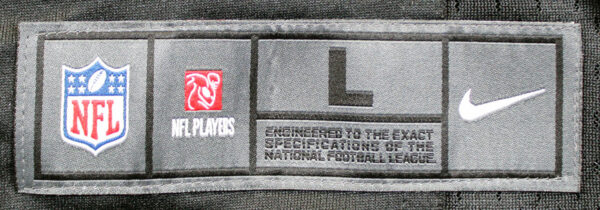 NFL
NFL PLAYERS
L
ENGINEERED TO THE EXACT
SPECIFICATIONS OF THE
NATIONAL FOOTBALL LEAGUE.